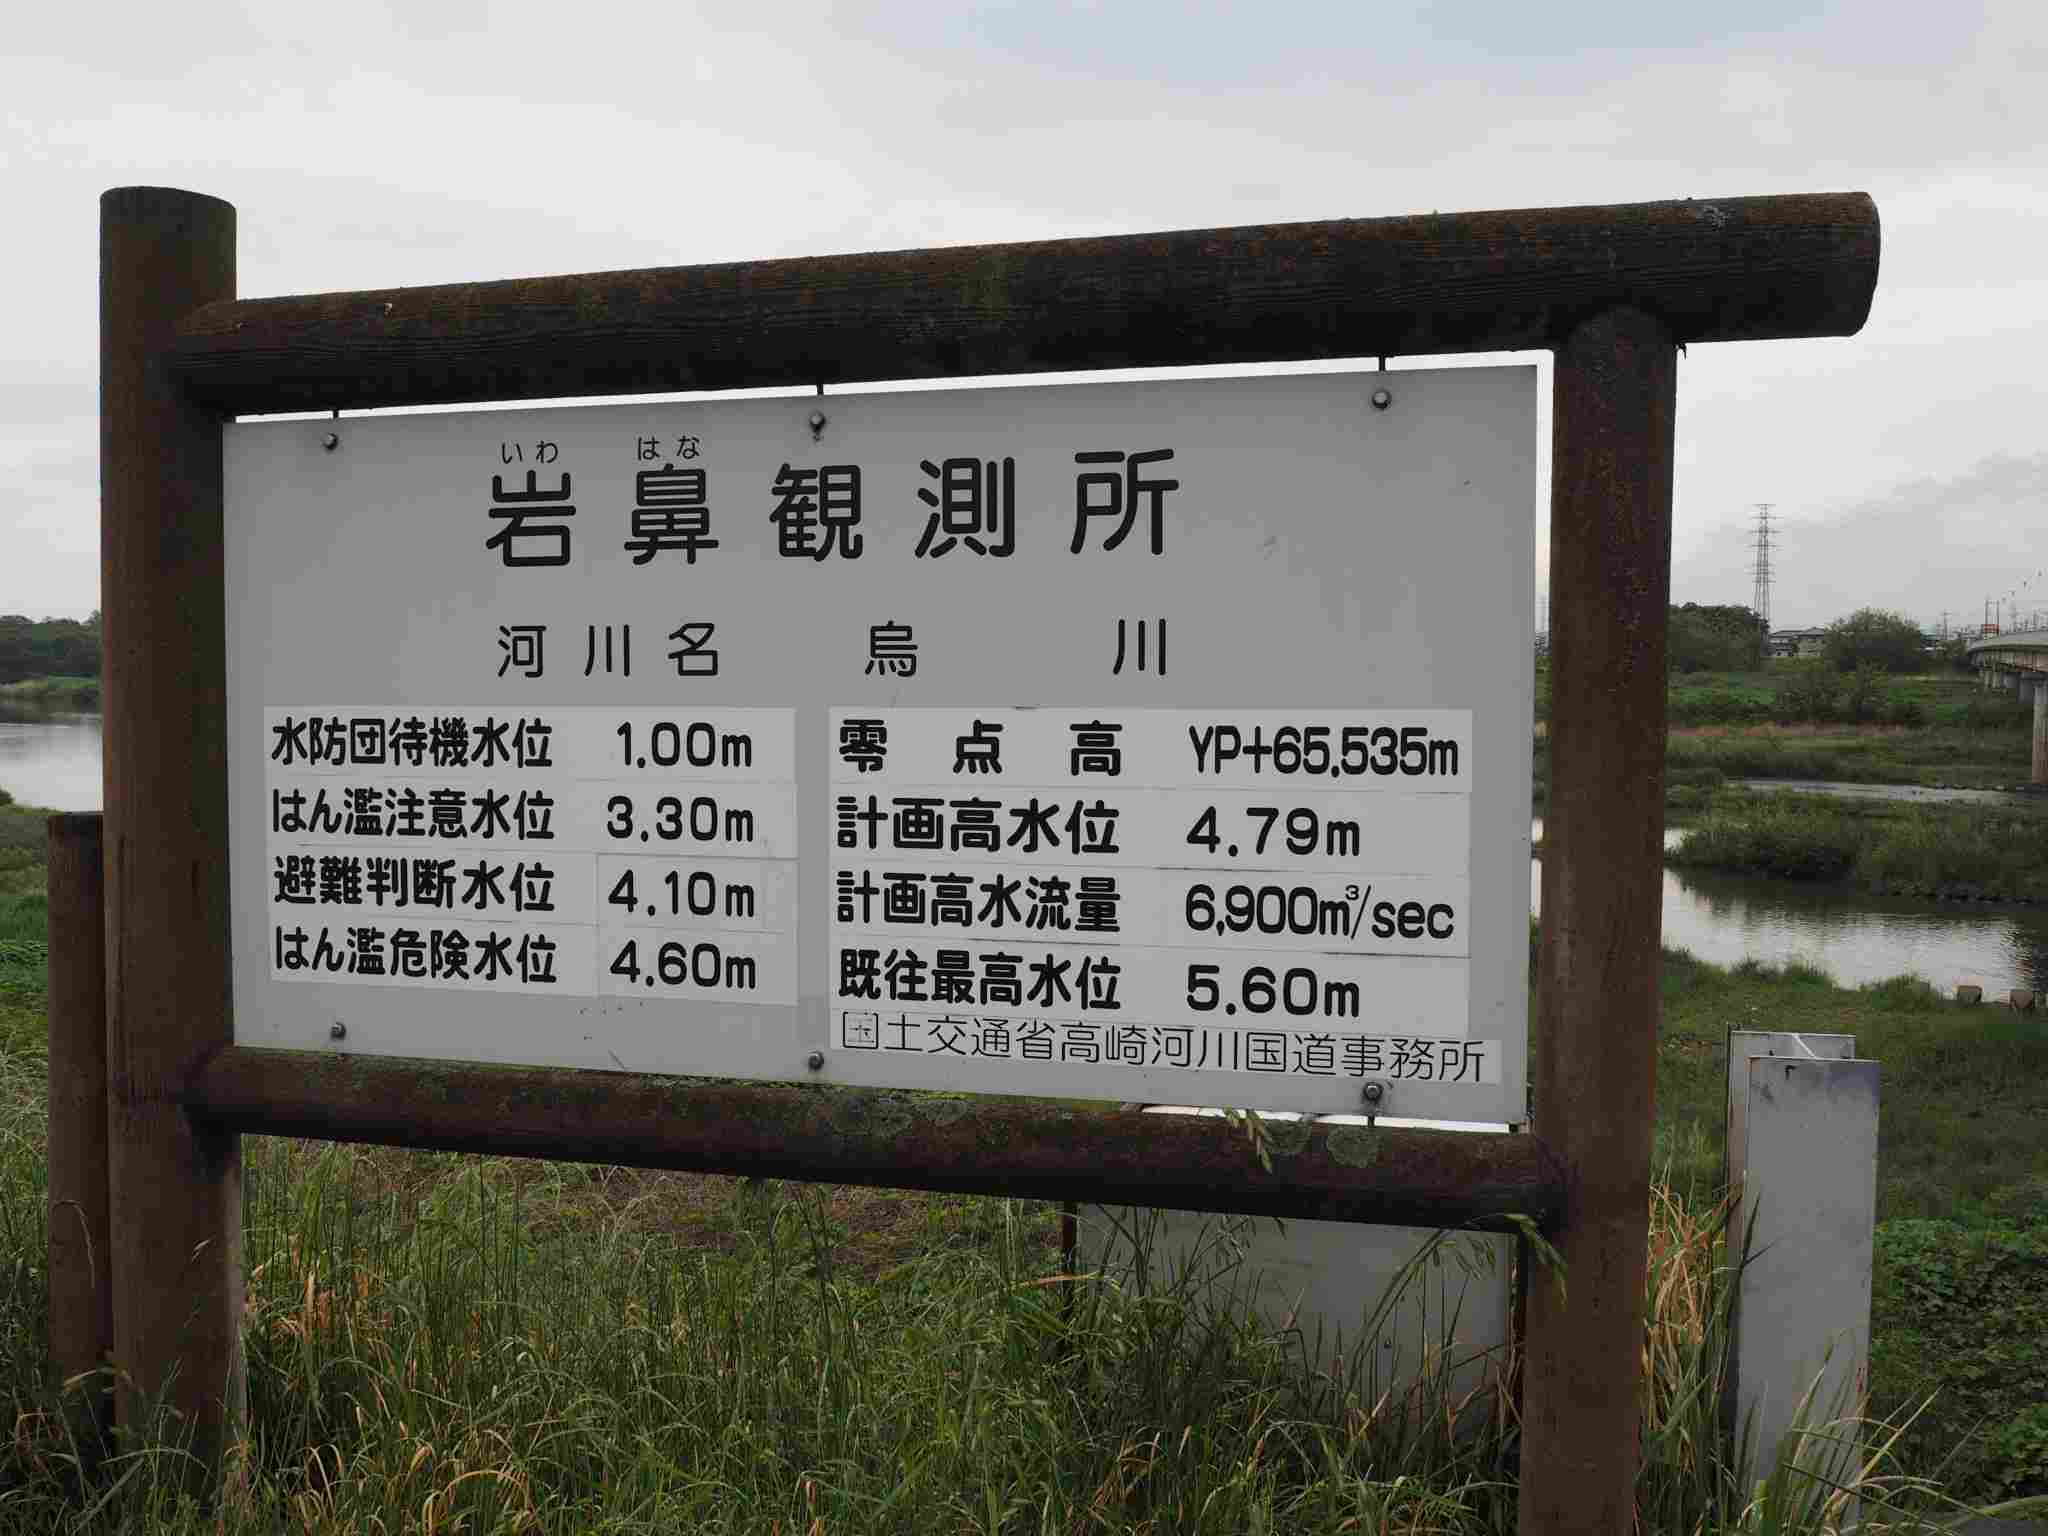 いわ はな
岩鼻観測所
河川名 烏川
水防団待機水位 1.00m
はん濫注意水位 3.30m
避難判断水位 4.10m
はん濫危険水位 4.60m
零点高 YP+65.535m
計画高水位 4.79m
計画高水流量 6,900m³/sec
既往最高水位 5.60m
国土交通省高崎河川国道事務所